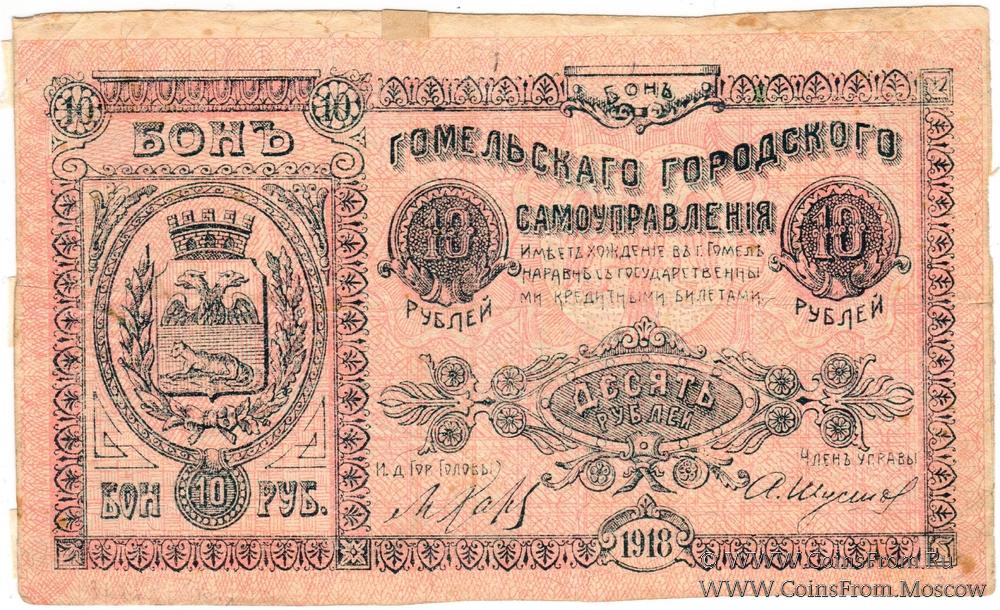 10 10
БОНЪ
БОН 10 РУБ.
БОНЪ
ГОМЕЛЬСКАГО ГОРОДСКОГО
САМОУПРАВЛЕНІЯ
10 РУБЛЕЙ
10 РУБЛЕЙ
ИМѢЕТЪ ХОЖДЕНІЕ ВЪ Г. ГОМЕЛѢ
НАРАВНѢ СЪ ГОСУДАРСТВЕННЫ
МИ КРЕДИТНЫМИ БИЛЕТАМИ.
ДЕСЯТЬ
РУБЛЕЙ
И. Д. ГОР. ГОЛОВЫ
ЧЛЕНЪ УПРАВЫ
1918
© WWW.CoinsFrom.Ru
WWW.CoinsFrom.Moscow